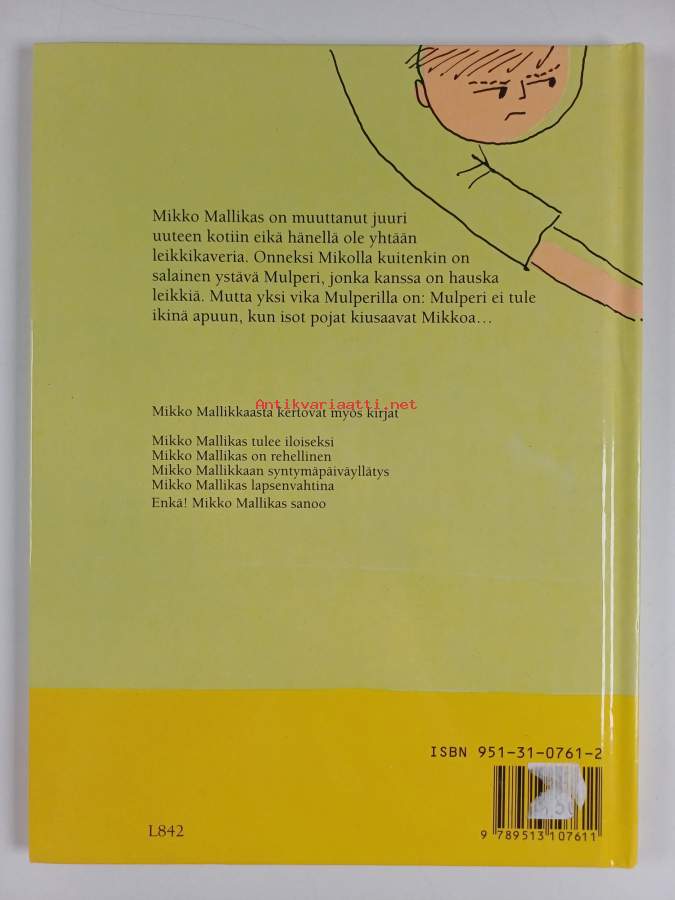 Mikko Mallikas on muuttanut juuri
uuteen kotiin eikä hänellä ole yhtään
leikkikaveria. Onneksi Mikolla kuitenkin on
salainen ystävä Mulperi, jonka kanssa on hauska
leikkiä. Mutta yksi vika Mulperilla on: Mulperi ei tule
ikinä apuun, kun isot pojat kiusaavat Mikkoa...
Antikvariaatti.net
Mikko Mallikkaasta kertovat myös kirjat
Mikko Mallikas tulee iloiseksi
Mikko Mallikas on rehellinen
Mikko Mallikkaan syntymäpäiväyllätys
Mikko Mallikas lapsenvahtina
Enkä! Mikko Mallikas sanoo
ISBN 951-31-0761-2
9 789513 107611
L842